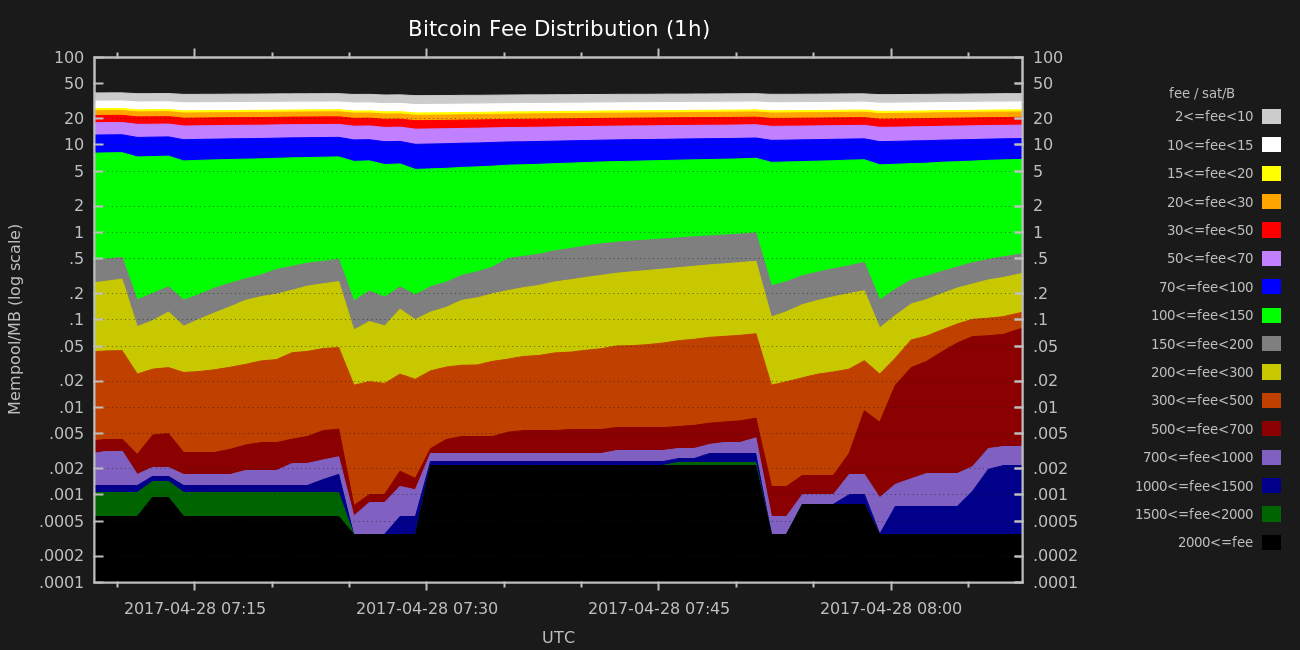 Bitcoin Fee Distribution (1h)
Mempool/MB (log scale)
100
50
20
10
5
2
1
.5
.2
.1
.05
.02
.01
.005
.002
.001
.0005
.0002
.0001
100
50
20
10
5
2
1
.5
.2
.1
.05
.02
.01
.005
.002
.001
.0005
.0002
.0001
2017-04-28 07:15
2017-04-28 07:30
2017-04-28 07:45
2017-04-28 08:00
UTC
fee / sat/B
2<=fee<10
10<=fee<15
15<=fee<20
20<=fee<30
30<=fee<50
50<=fee<70
70<=fee<100
100<=fee<150
150<=fee<200
200<=fee<300
300<=fee<500
500<=fee<700
700<=fee<1000
1000<=fee<1500
1500<=fee<2000
2000<=fee